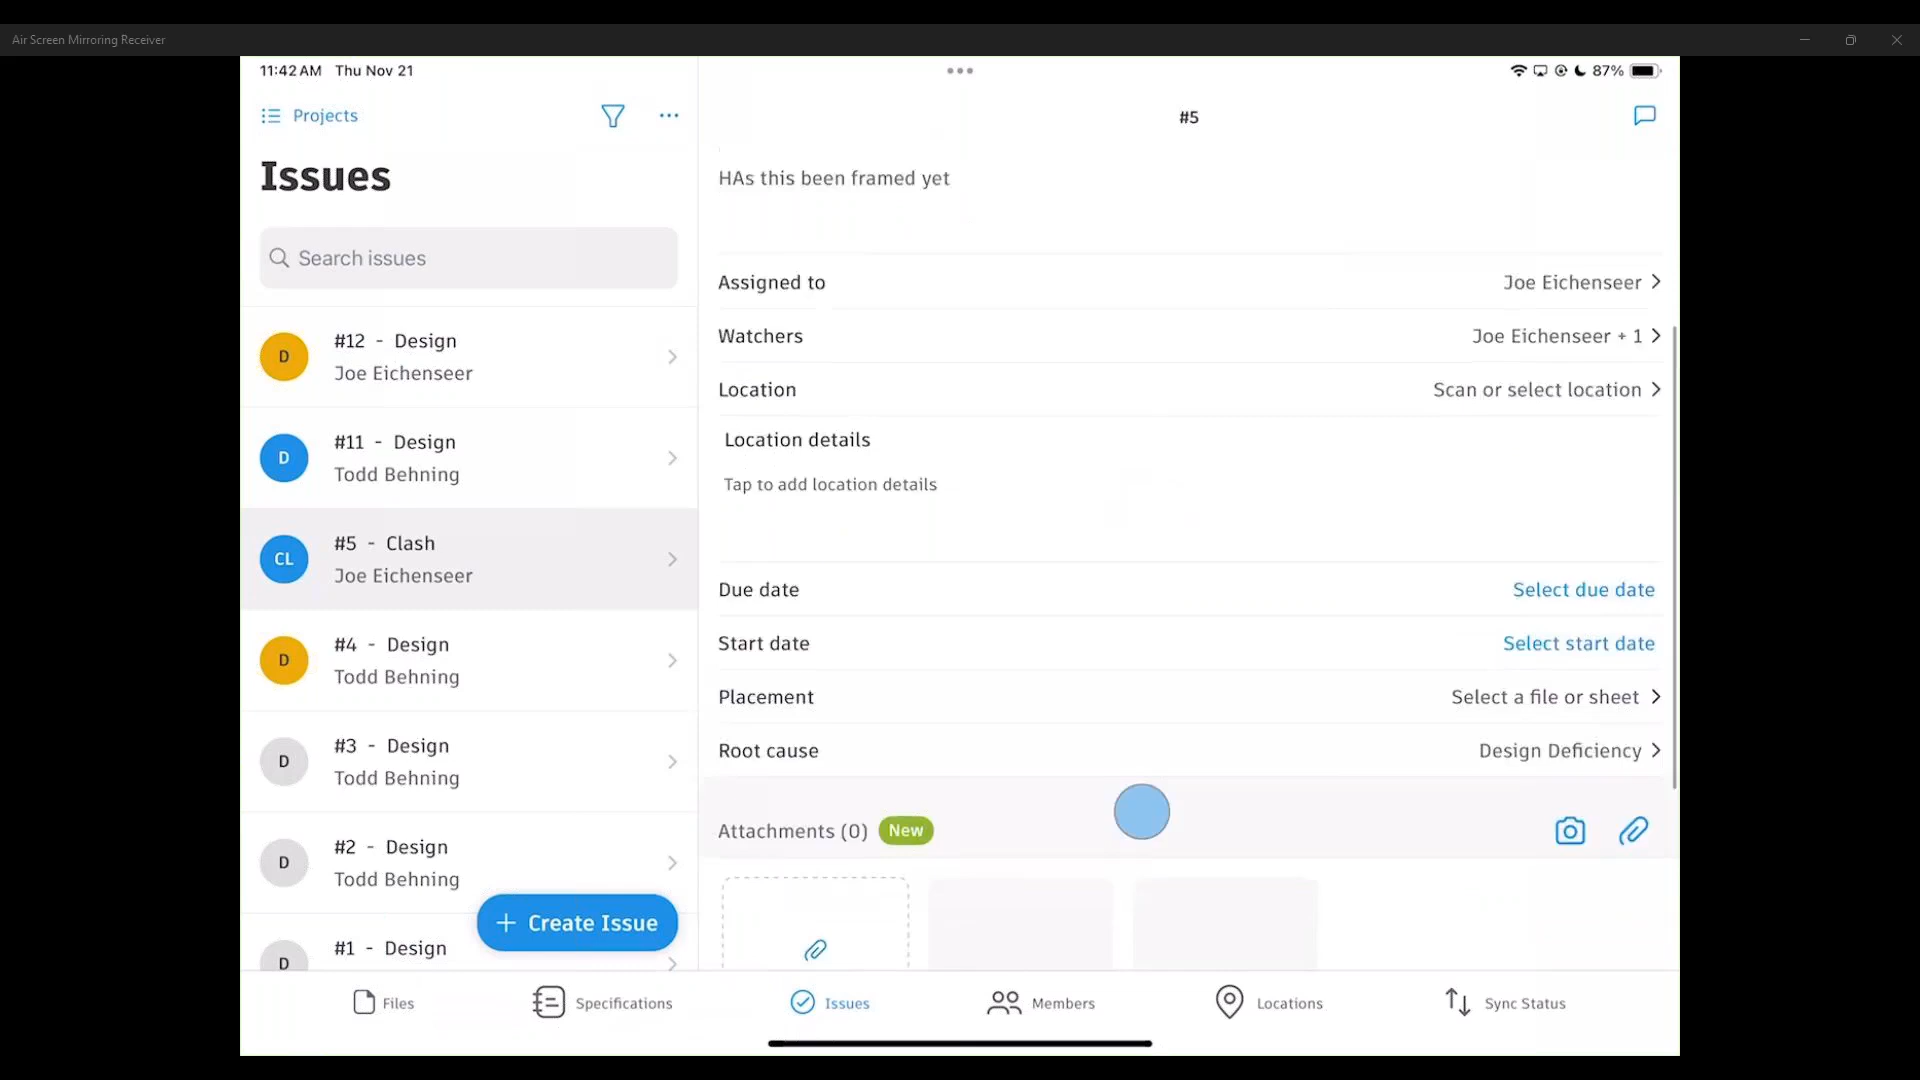 Air Screen Mirroring Receiver
11:42 AM Thu Nov 21
87%
Projects
Issues
Search issues
D
#12 - Design
Joe Eichenseer
D
#11 - Design
Todd Behning
CL
#5 - Clash
Joe Eichenseer
D
#4 - Design
Todd Behning
D
#3 - Design
Todd Behning
D
#2 - Design
Todd Behning
D
#1 - Design
+ Create Issue
#5
HAs this been framed yet
Assigned to Joe Eichenseer
Watchers Joe Eichenseer + 1
Location Scan or select location
Location details
Tap to add location details
Due date Select due date
Start date Select start date
Placement Select a file or sheet
Root cause Design Deficiency
Attachments (0) New
Files Specifications Issues Members Locations Sync Status